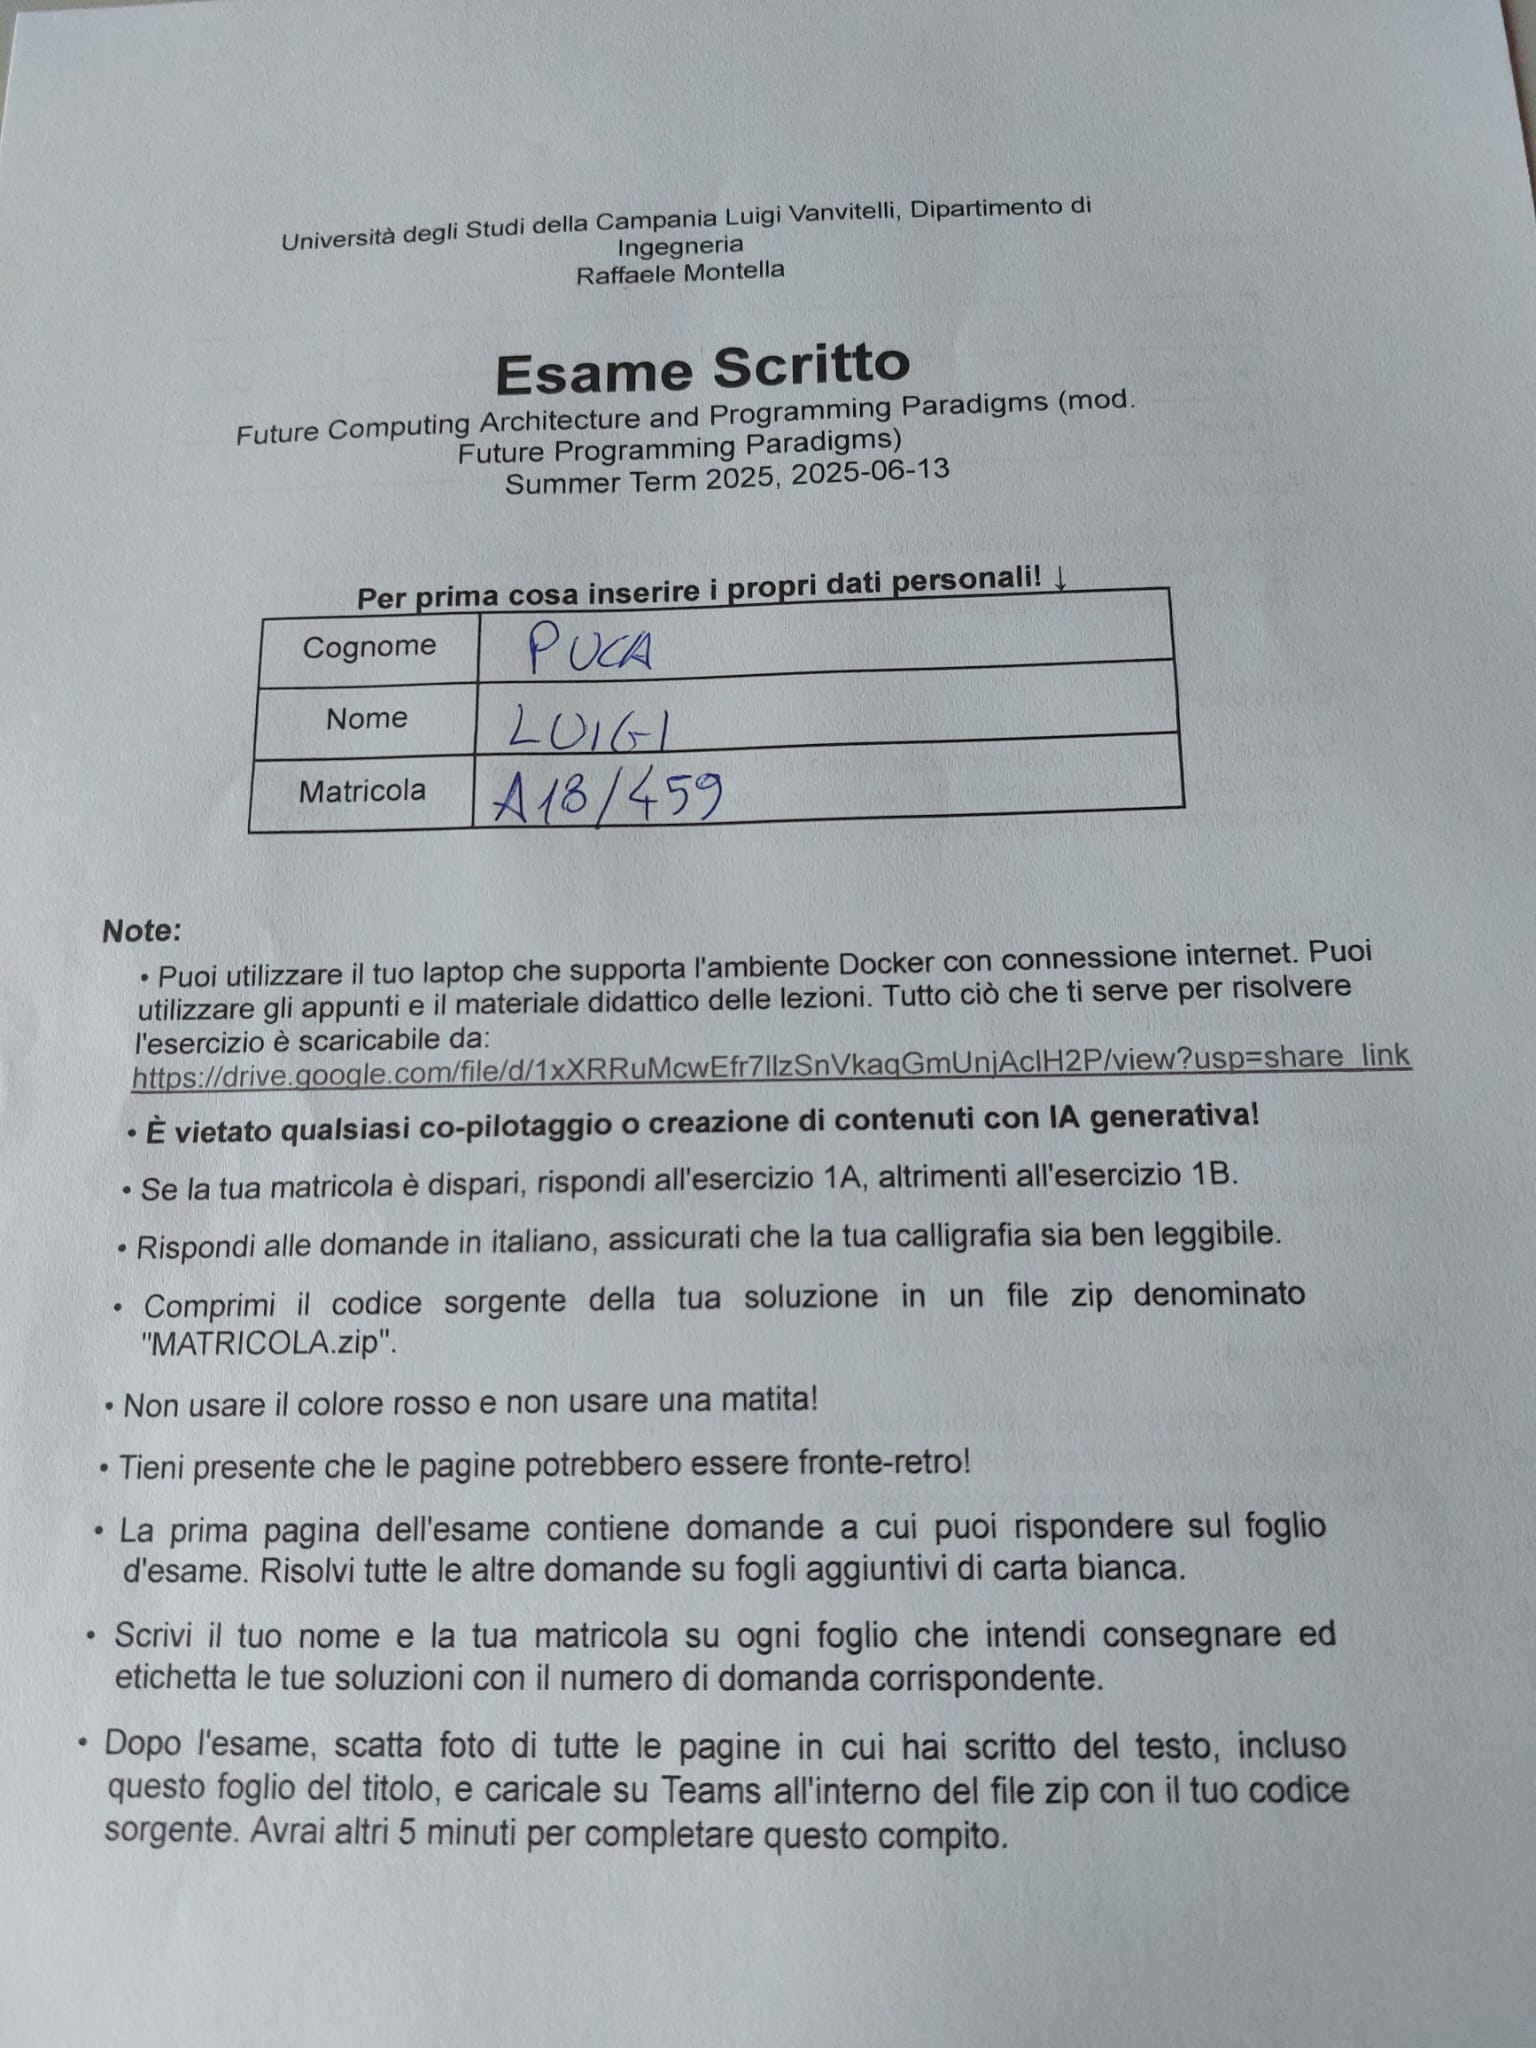 Università degli Studi della Campania Luigi Vanvitelli, Dipartimento di
Ingegneria
Raffaele Montella
Esame Scritto
Future Computing Architecture and Programming Paradigms (mod.
Future Programming Paradigms)
Summer Term 2025, 2025-06-13
Per prima cosa inserire i propri dati personali! ↓
Cognome PUCA
Nome LUIGI
Matricola A18/459
Note:
• Puoi utilizzare il tuo laptop che supporta l'ambiente Docker con connessione internet. Puoi
utilizzare gli appunti e il materiale didattico delle lezioni. Tutto ciò che ti serve per risolvere
l'esercizio è scaricabile da:
https://drive.google.com/file/d/1xXRRuMcwEfr7IlzSnVkaqGmUnjAclH2P/view?usp=share_link
• È vietato qualsiasi co-pilotaggio o creazione di contenuti con IA generativa!
• Se la tua matricola è dispari, rispondi all'esercizio 1A, altrimenti all'esercizio 1B.
• Rispondi alle domande in italiano, assicurati che la tua calligrafia sia ben leggibile.
• Comprimi il codice sorgente della tua soluzione in un file zip denominato
"MATRICOLA.zip".
• Non usare il colore rosso e non usare una matita!
• Tieni presente che le pagine potrebbero essere fronte-retro!
• La prima pagina dell'esame contiene domande a cui puoi rispondere sul foglio
d'esame. Risolvi tutte le altre domande su fogli aggiuntivi di carta bianca.
• Scrivi il tuo nome e la tua matricola su ogni foglio che intendi consegnare ed
etichetta le tue soluzioni con il numero di domanda corrispondente.
• Dopo l'esame, scatta foto di tutte le pagine in cui hai scritto del testo, incluso
questo foglio del titolo, e caricale su Teams all'interno del file zip con il tuo codice
sorgente. Avrai altri 5 minuti per completare questo compito.